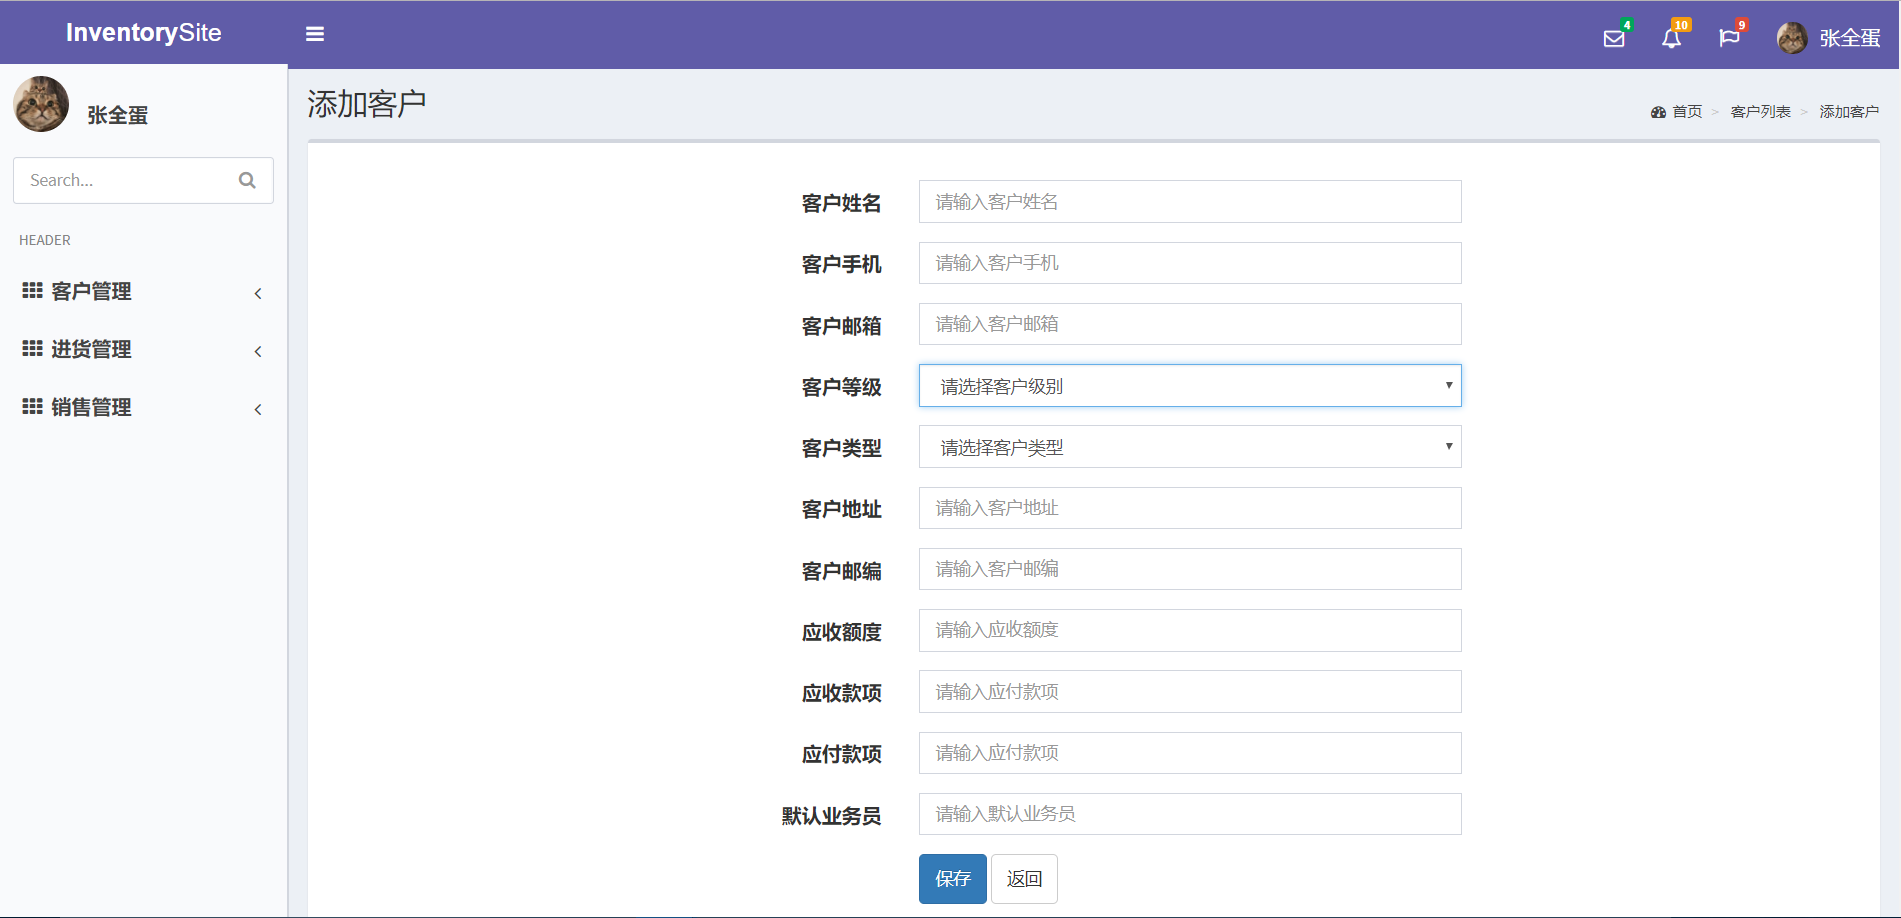 InventorySite
4
10
9
张全蛋
张全蛋
Search...
HEADER
客户管理
进货管理
销售管理
添加客户
首页 > 客户列表 > 添加客户
客户姓名 请输入客户姓名
客户手机 请输入客户手机
客户邮箱 请输入客户邮箱
客户等级 请选择客户级别
客户类型 请选择客户类型
客户地址 请输入客户地址
客户邮编 请输入客户邮编
应收额度 请输入应收额度
应收款项 请输入应付款项
应付款项 请输入应付款项
默认业务员 请输入默认业务员
保存 返回